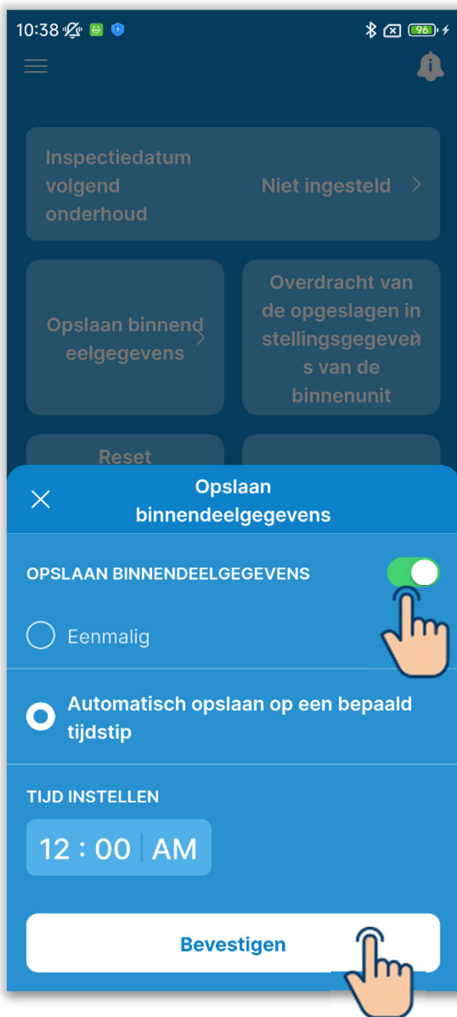 10:38
96
Inspectiedatum
volgend
onderhoud
Niet ingesteld
Opslaan binnend
eelgegevens
Overdracht van
de opgeslagen in
stellingsgegeven
s van de
binnenunit
Reset
Opslaan
binnendeelgegevens
OPSLAAN BINNENDEELGEGEVENS
Eenmalig
Automatisch opslaan op een bepaald
tijdstip
TIJD INSTELLEN
12 : 00 AM
Bevestigen